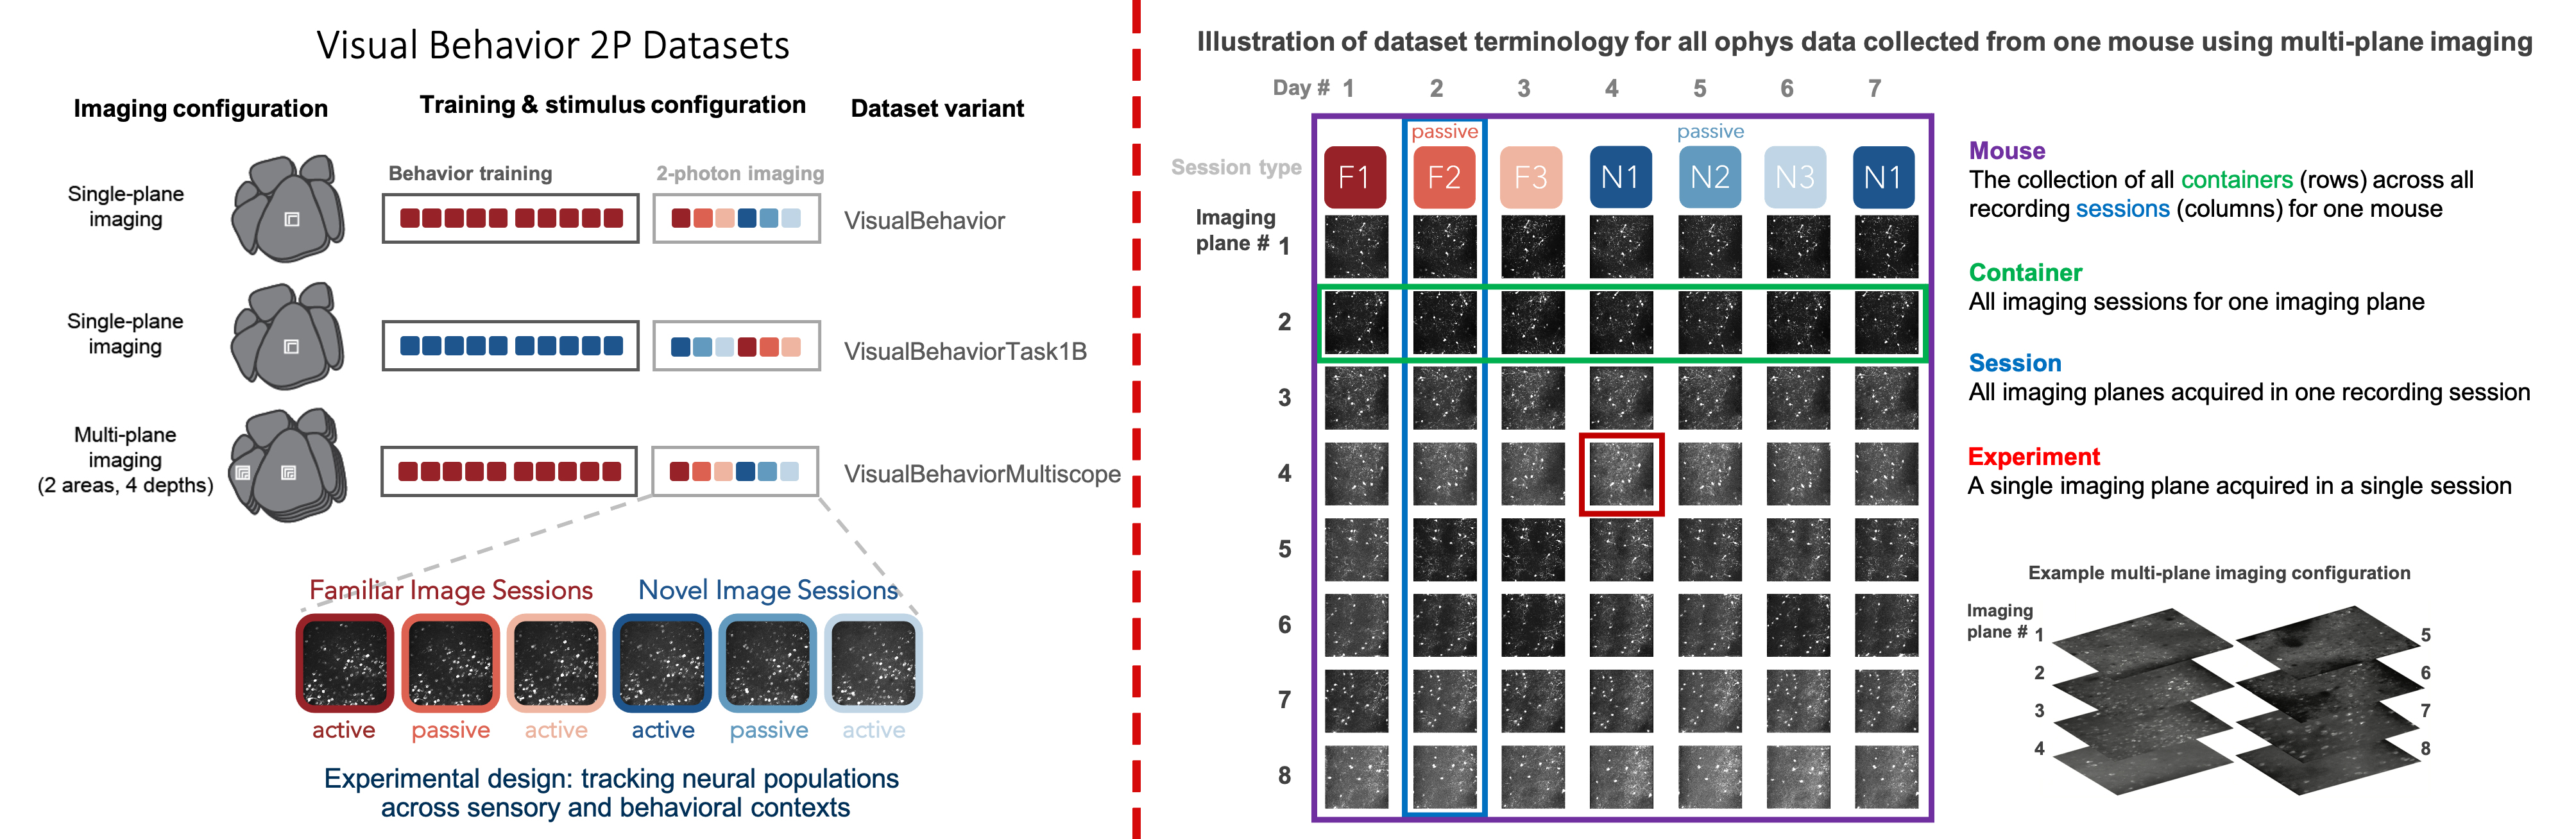 Visual Behavior 2P Datasets
Imaging configuration
Training & stimulus configuration
Dataset variant
Single-plane
imaging
Behavior training
2-photon imaging
VisualBehavior
Single-plane
imaging
VisualBehaviorTask1B
Multi-plane
imaging
(2 areas, 4 depths)
VisualBehaviorMultiscope
Familiar Image Sessions
Novel Image Sessions
active
passive
active
active
passive
active
Experimental design: tracking neural populations
across sensory and behavioral contexts
Illustration of dataset terminology for all ophys data collected from one mouse using multi-plane imaging
Day # 1 2 3 4 5 6 7
passive
passive
Session type
F1 F2 F3 N1 N2 N3 N1
Imaging
plane # 1
2
3
4
5
6
7
8
Mouse
The collection of all containers (rows) across all
recording sessions (columns) for one mouse
Container
All imaging sessions for one imaging plane
Session
All imaging planes acquired in one recording session
Experiment
A single imaging plane acquired in a single session
Example multi-plane imaging configuration
Imaging
plane # 1
2
3
4
5
6
7
8